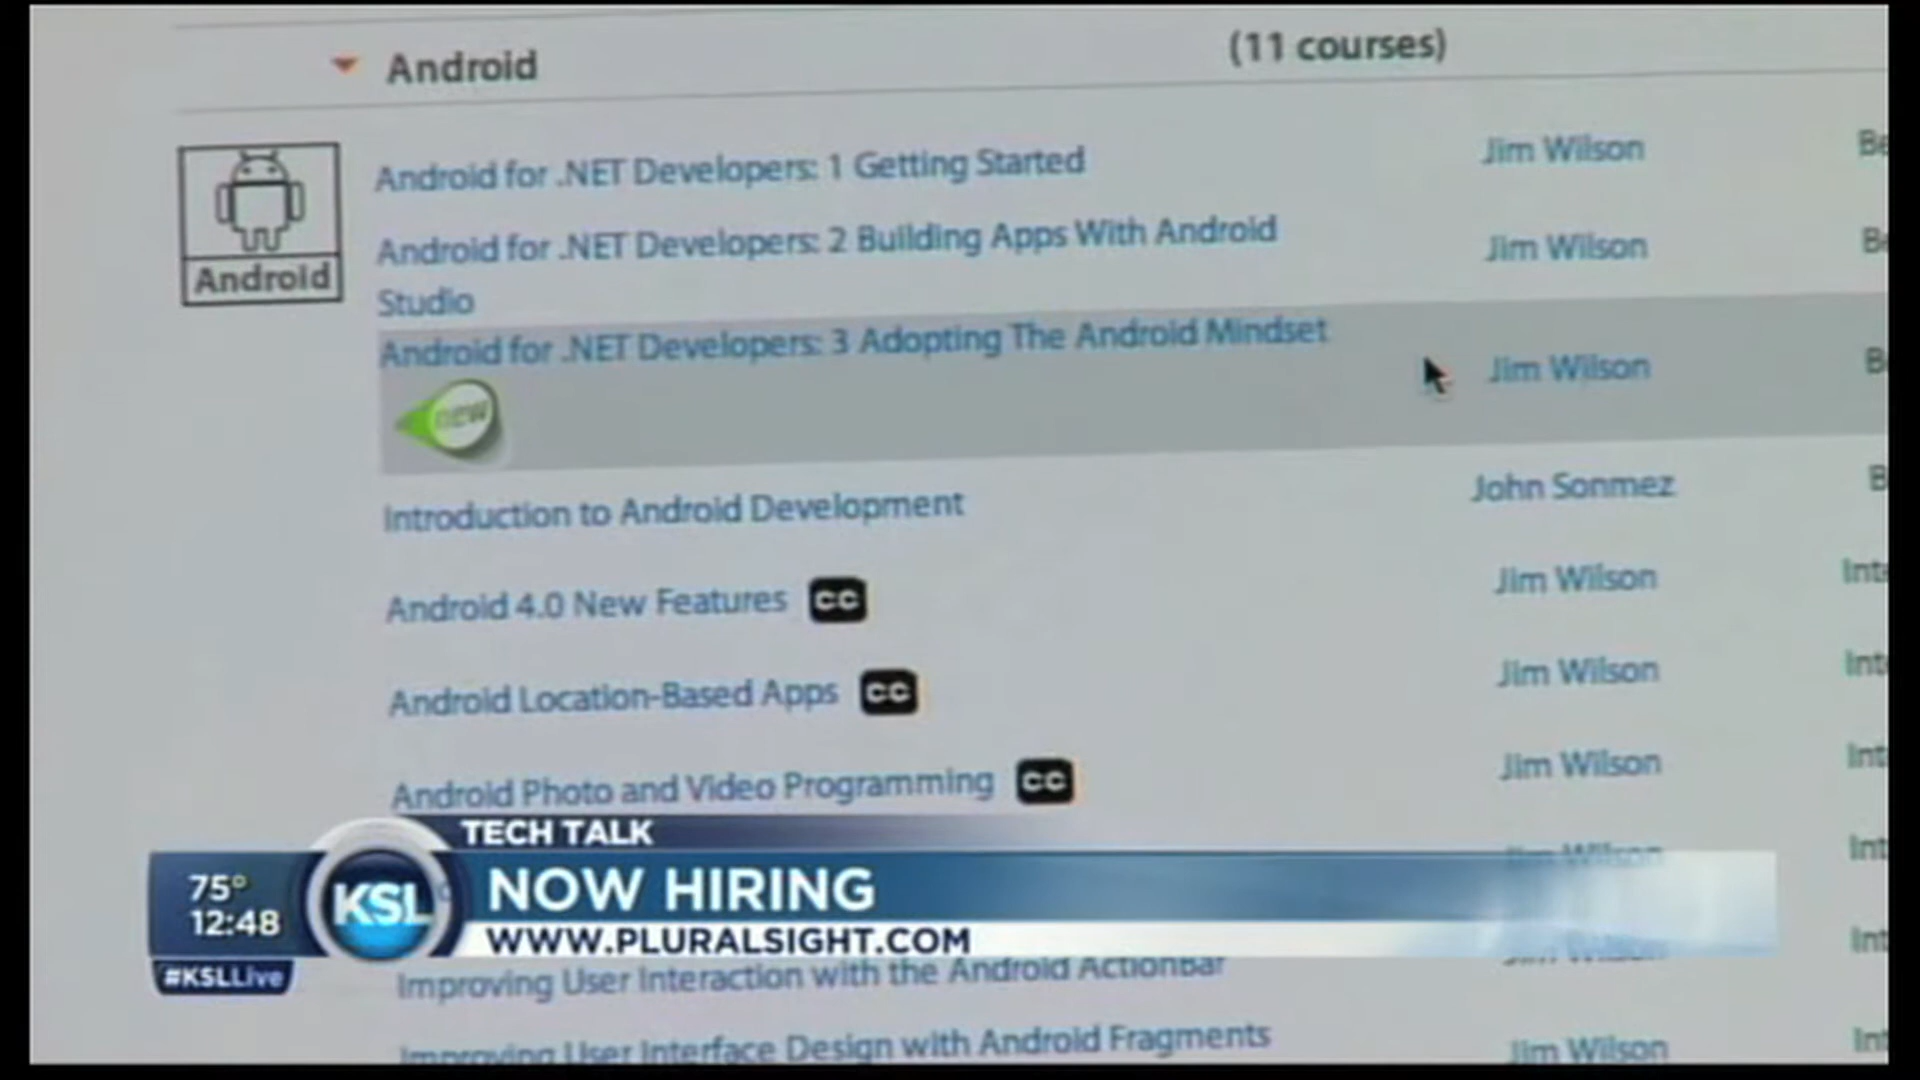 Android (11 courses)
Android for .NET Developers: 1 Getting Started Jim Wilson
Android for .NET Developers: 2 Building Apps With Android Jim Wilson
Studio
Android
Android for .NET Developers: 3 Adopting The Android Mindset Jim Wilson
new
Introduction to Android Development John Sonmez
Android 4.0 New Features CC Jim Wilson
Android Location-Based Apps CC Jim Wilson
Android Photo and Video Programming CC Jim Wilson
TECH TALK
Jim Wilson
75°
12:48
KSL
NOW HIRING
WWW.PLURALSIGHT.COM
Jim Wilson
#KSLLive
Improving User Interaction with the Android ActionBar
Improving User Interface Design with Android Fragments Jim Wilson